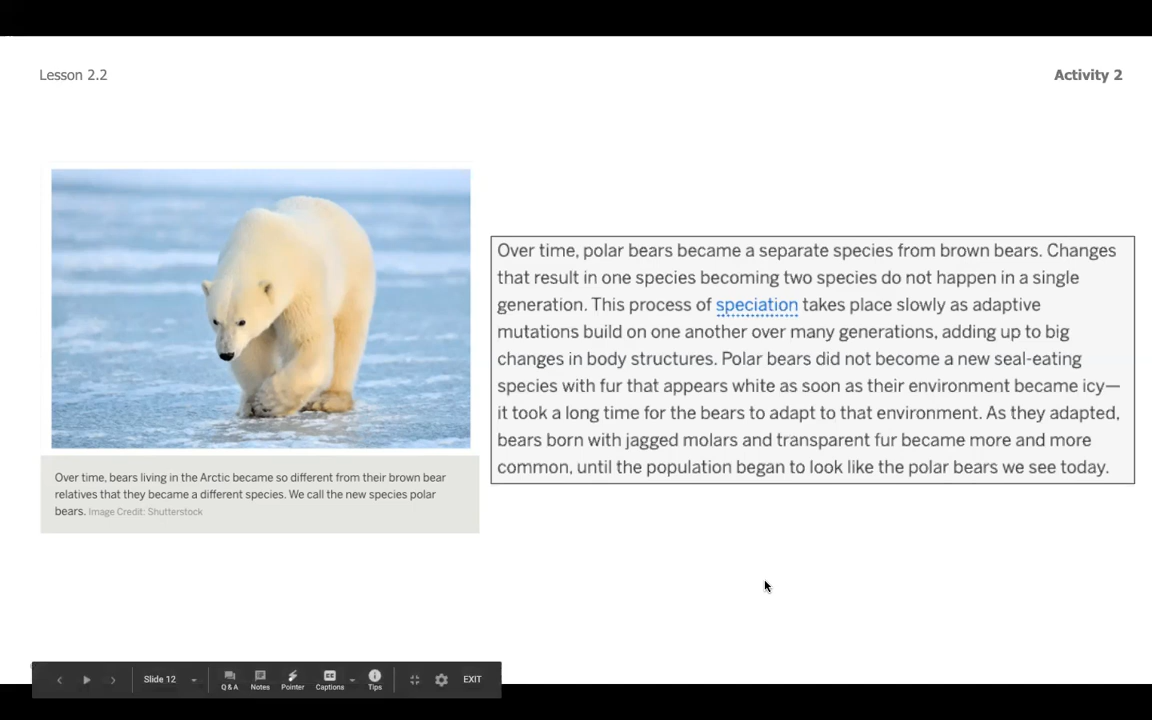 Lesson 2.2
Activity 2
Over time, polar bears became a separate species from brown bears. Changes
that result in one species becoming two species do not happen in a single
generation. This process of speciation takes place slowly as adaptive
mutations build on one another over many generations, adding up to big
changes in body structures. Polar bears did not become a new seal-eating
species with fur that appears white as soon as their environment became icy—
it took a long time for the bears to adapt to that environment. As they adapted,
bears born with jagged molars and transparent fur became more and more
common, until the population began to look like the polar bears we see today.
Over time, bears living in the Arctic became so different from their brown bear
relatives that they became a different species. We call the new species polar
bears. Image Credit: Shutterstock
Slide 12
Q & A
Notes
Pointer
CC
Captions
Tips
EXIT